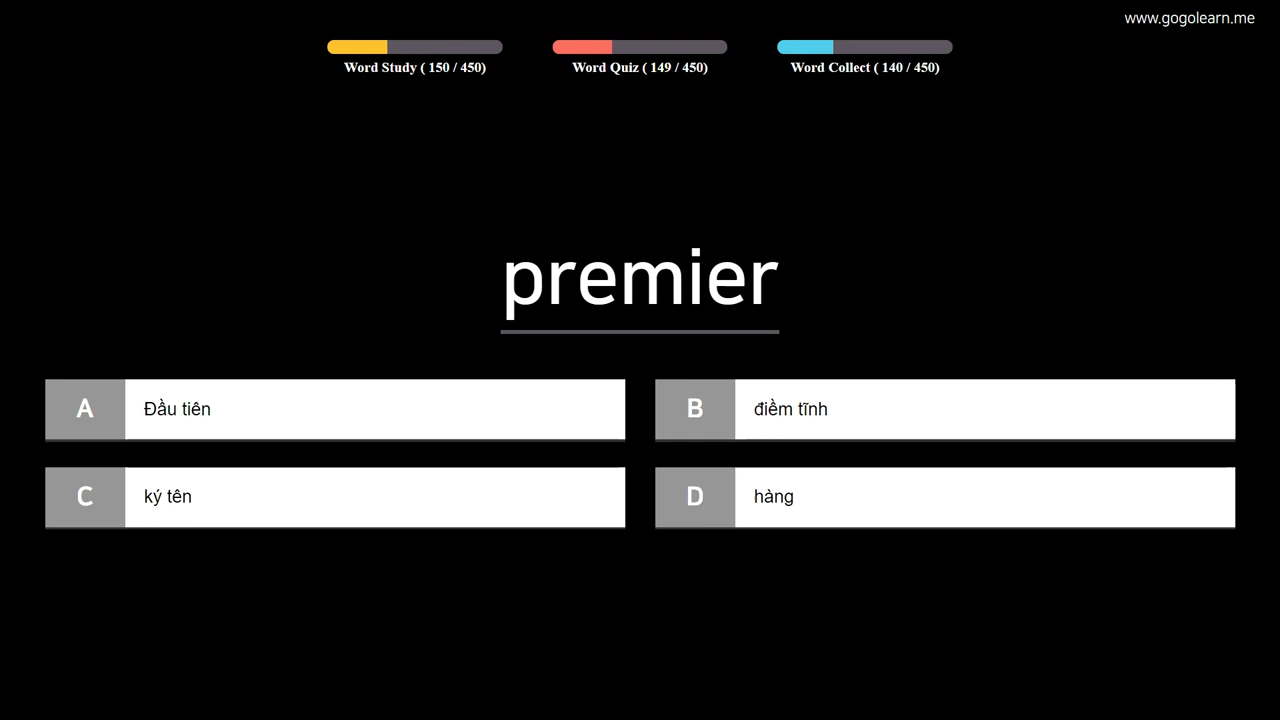 www.gogolearn.me
Word Study ( 150 / 450)
Word Quiz ( 149 / 450)
Word Collect ( 140 / 450)
premier
A Đầu tiên
B điềm tĩnh
C ký tên
D hàng